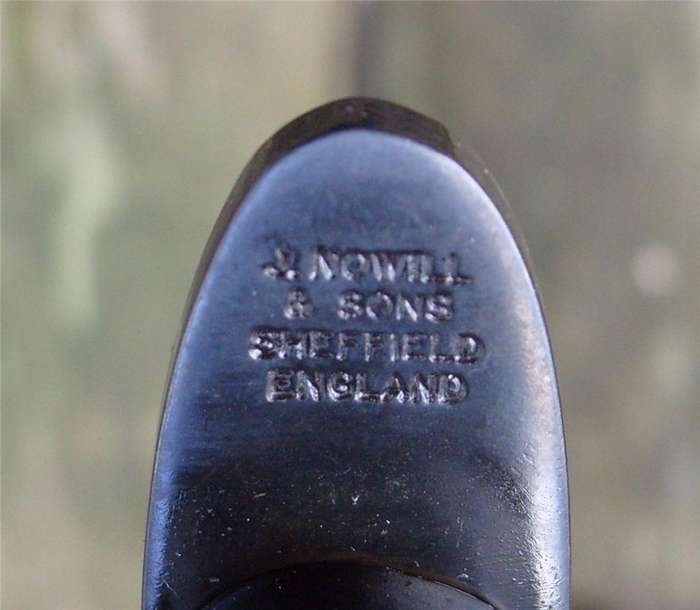 J. NOWILL
& SONS
SHEFFIELD
ENGLAND